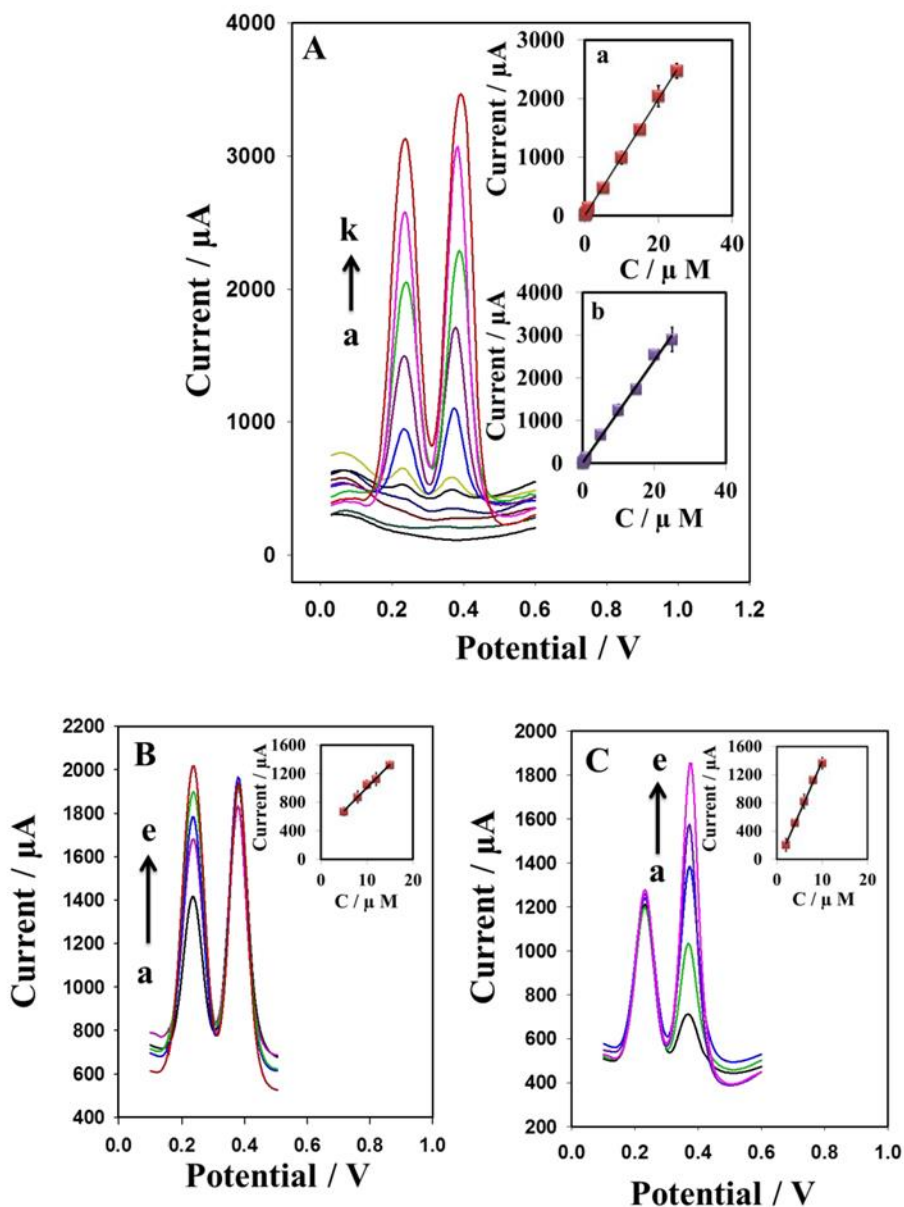 A
Current / µA
4000
3000
2000
1000
0
0.0 0.2 0.4 0.6 0.8 1.0 1.2
Potential / V
k
a
a
Current / µA
3000
2000
1000
0
0 20 40
C / µ M
b
Current / µA
4000
3000
2000
1000
0
0 20 40
C / µ M
B
Current / µA
2200
2000
1800
1600
1400
1200
1000
800
600
400
0.0 0.2 0.4 0.6 0.8 1.0
Potential / V
e
a
Current / µA
1600
1200
800
400
0
0 10 20
C / µ M
C
Current / µA
2000
1800
1600
1400
1200
1000
800
600
400
200
0.0 0.2 0.4 0.6 0.8 1.0
Potential / V
e
a
Current / µA
1600
1200
800
400
0
0 10 20
C / µ M